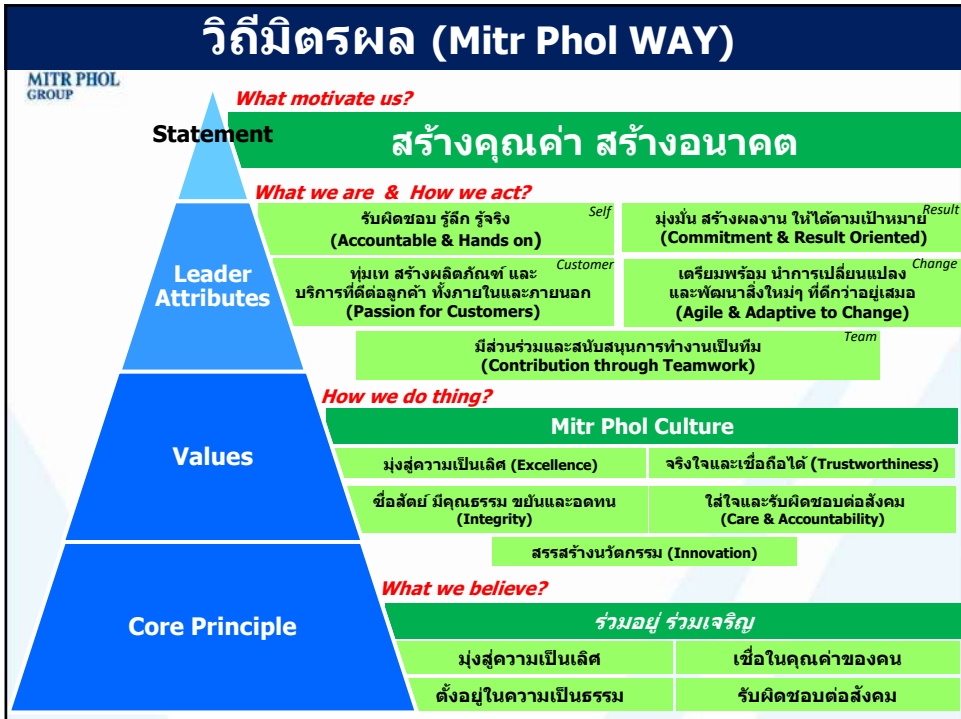 วิถีมิตรผล (Mitr Phol WAY)
MITR PHOL
GROUP
What motivate us?
Statement
สร้างคุณค่า สร้างอนาคต
What we are & How we act?
Leader
Attributes
Self
รับผิดชอบ รู้ลึก รู้จริง
(Accountable & Hands on)
Result
มุ่งมั่น สร้างผลงาน ให้ได้ตามเป้าหมาย
(Commitment & Result Oriented)
Customer
ทุ่มเท สร้างผลิตภัณฑ์ และ
บริการที่ดีต่อลูกค้า ทั้งภายในและภายนอก
(Passion for Customers)
Change
เตรียมพร้อม นำการเปลี่ยนแปลง
และพัฒนาสิ่งใหม่ๆ ที่ดีกว่าอยู่เสมอ
(Agile & Adaptive to Change)
Team
มีส่วนร่วมและสนับสนุนการทำงานเป็นทีม
(Contribution through Teamwork)
How we do thing?
Values
Mitr Phol Culture
มุ่งสู่ความเป็นเลิศ (Excellence)
จริงใจและเชื่อถือได้ (Trustworthiness)
ซื่อสัตย์ มีคุณธรรม ขยันและอดทน
(Integrity)
ใส่ใจและรับผิดชอบต่อสังคม
(Care & Accountability)
สรรสร้างนวัตกรรม (Innovation)
What we believe?
Core Principle
ร่วมอยู่ ร่วมเจริญ
มุ่งสู่ความเป็นเลิศ
เชื่อในคุณค่าของคน
ตั้งอยู่ในความเป็นธรรม
รับผิดชอบต่อสังคม